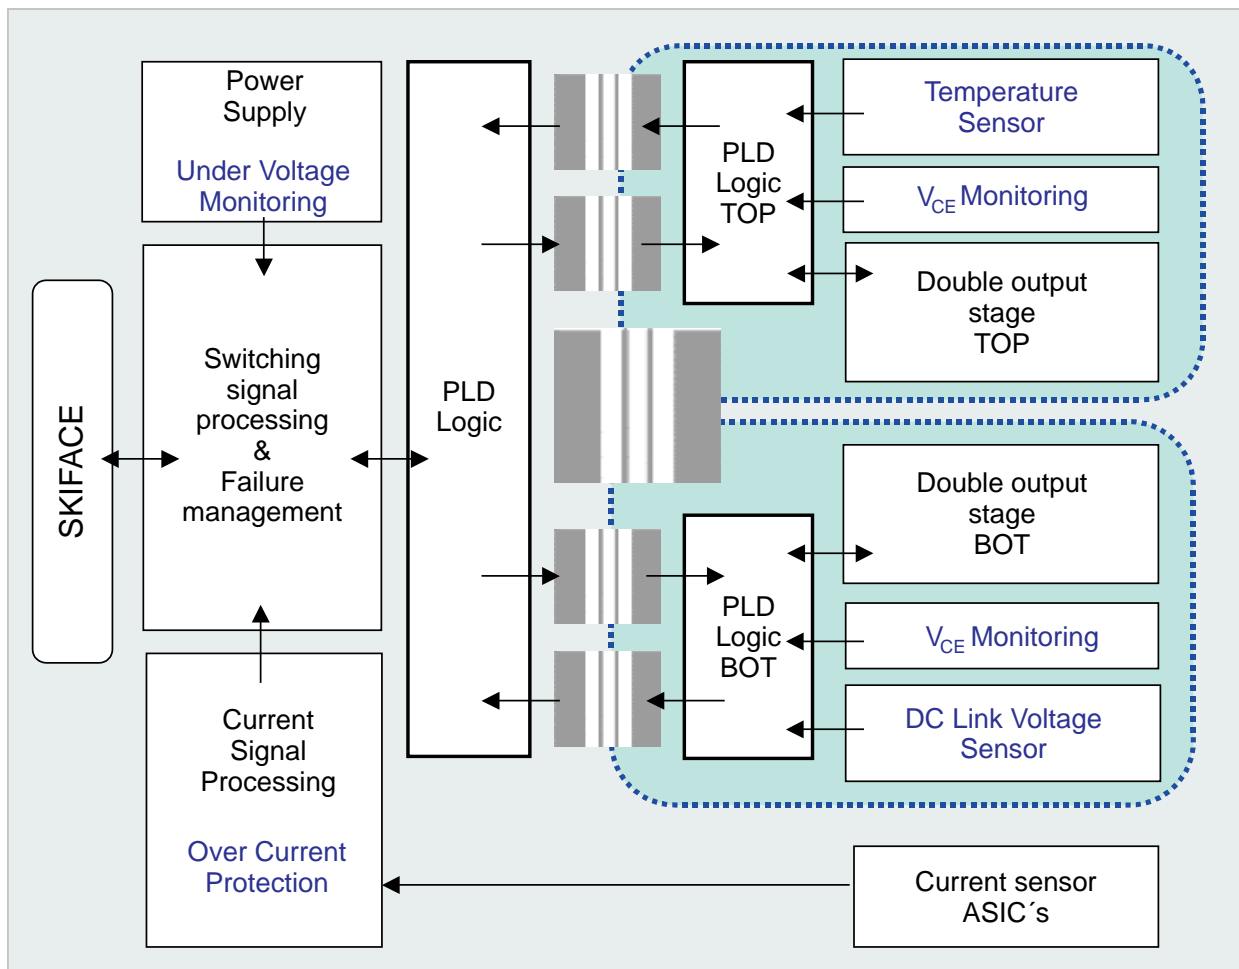 Power
Supply
Under Voltage
Monitoring
SKIFACE
Switching
signal
processing
&
Failure
management
Current
Signal
Processing
Over Current
Protection
PLD
Logic
PLD
Logic
TOP
Temperature
Sensor
VCE Monitoring
Double output
stage
TOP
PLD
Logic
BOT
Double output
stage
BOT
VCE Monitoring
DC Link Voltage
Sensor
Current sensor
ASIC´s